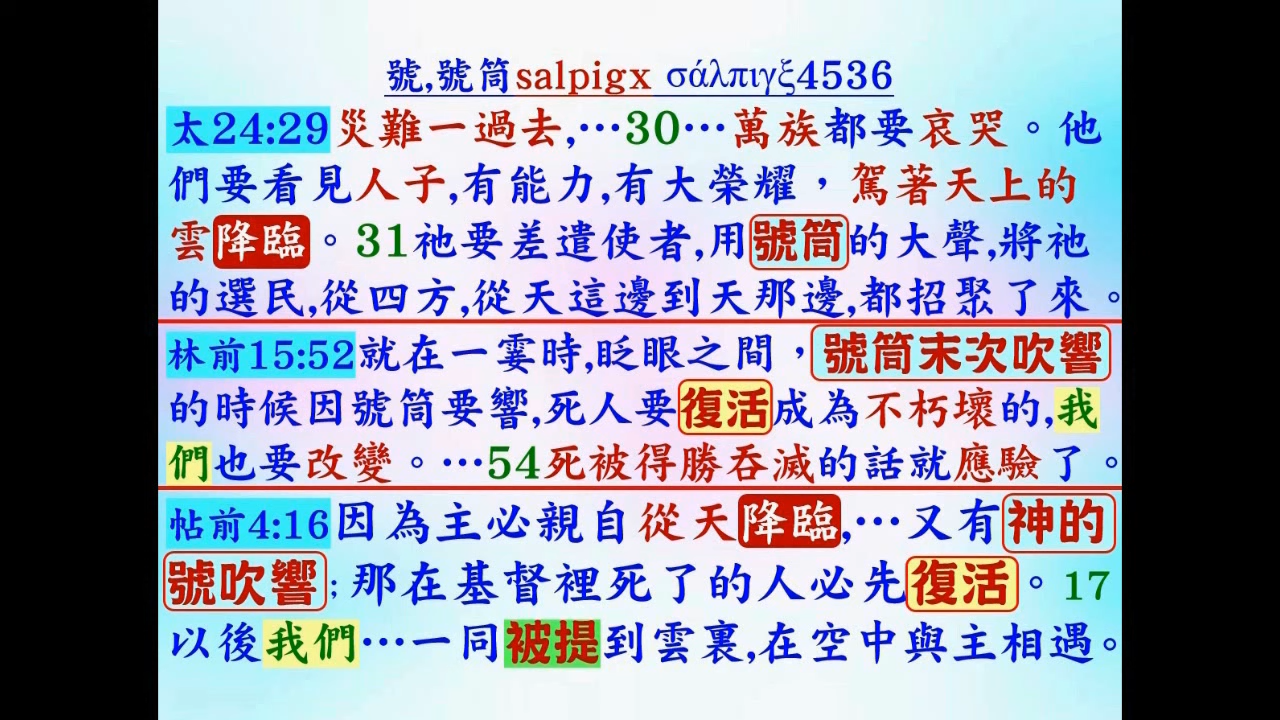 號,號筒salpigx σάλπιγξ4536
太24:29災難一過去,…30…萬族都要哀哭。他
們要看見人子,有能力,有大榮耀，駕著天上的
雲降臨。31祂要差遣使者,用號筒的大聲,將祂
的選民,從四方,從天這邊到天那邊,都招聚了來。
林前15:52就在一霎時,眨眼之間，號筒末次吹響
的時候因號筒要響,死人要復活成為不朽壞的,我
們也要改變。…54死被得勝吞滅的話就應驗了。
帖前4:16因為主必親自從天降臨,…又有神的
號吹響;那在基督裡死了的人必先復活。17
以後我們…一同被提到雲裏,在空中與主相遇。